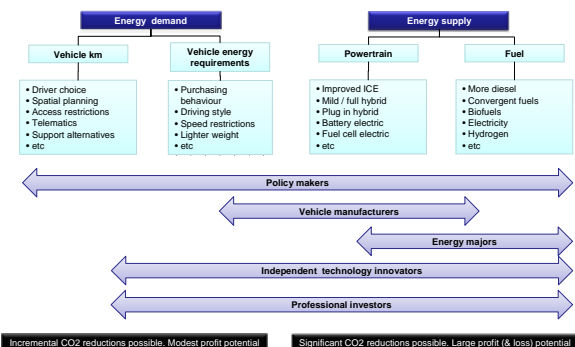 Energy demand
Energy supply
Vehicle km
Vehicle energy
requirements
Powertrain
Fuel
• Driver choice
• Spatial planning
• Access restrictions
• Telematics
• Support alternatives
• etc
• Purchasing
behaviour
• Driving style
• Speed restrictions
• Lighter weight
• etc
• Improved ICE
• Mild / full hybrid
• Plug in hybrid
• Battery electric
• Fuel cell electric
• etc
• More diesel
• Convergent fuels
• Biofuels
• Electricity
• Hydrogen
• etc
Policy makers
Vehicle manufacturers
Energy majors
Independent technology innovators
Professional investors
Incremental CO2 reductions possible. Modest profit potential
Significant CO2 reductions possible. Large profit (& loss) potential